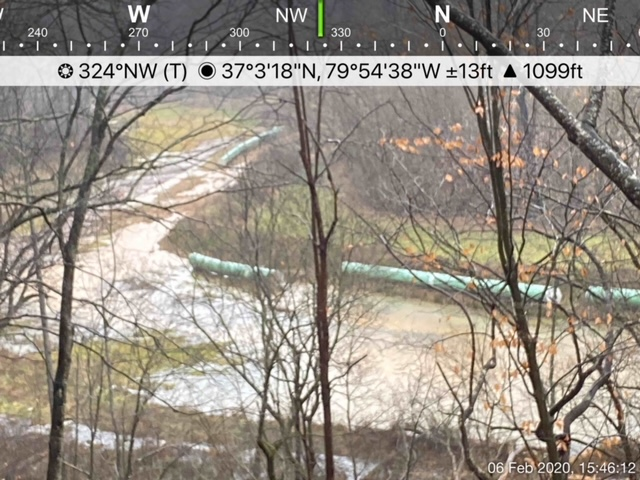 W NW N NE
240 270 300 330 0 30
324°NW (T) 37°3'18"N, 79°54'38"W ±13ft ▲ 1099ft
06 Feb 2020, 15:46:12